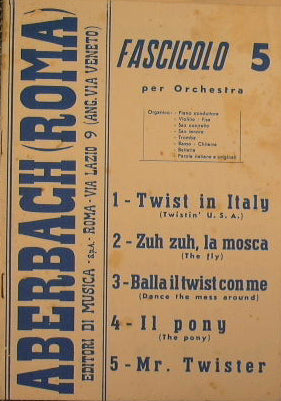 ABERBACH (ROMA)
EDITORI DI MUSICA - S.p.A. - ROMA - VIA LAZIO 9 (ANG. VIA VENETO)
FASCICOLO 5
per Orchestra
Organico: - Piano conduttore
- Violino - Fisa
- Sax contralto
- Sax tenore
- Tromba
- Basso - Chitarra
- Batteria
- Parole italiane e originali
1 - Twist in Italy
(Twistin' U.S.A.)
2 - Zuh zuh, la mosca
(The fly)
3 - Balla il twist con me
(Dance the mess around)
4 - Il pony
(The pony)
5 - Mr. Twister